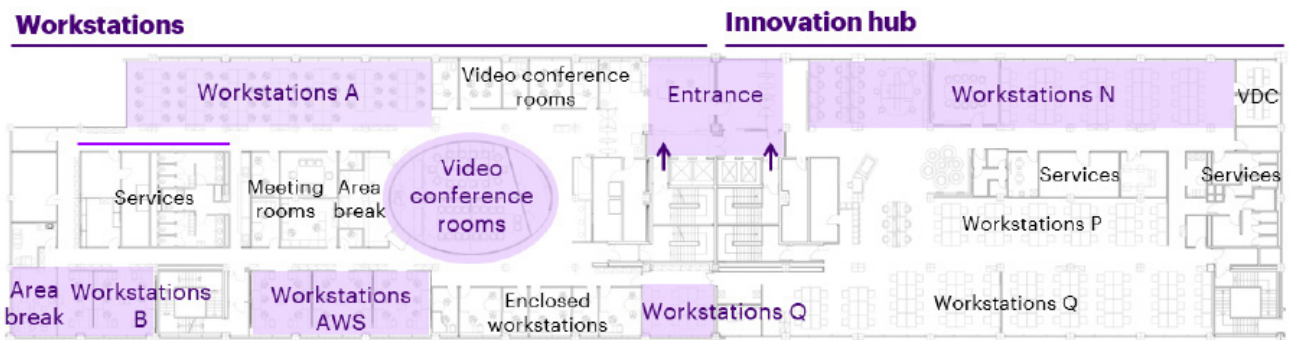 Workstations
Innovation hub
Workstations A
Video conference
rooms
Entrance
Workstations N
VDC
Services
Meeting
rooms
Area
break
Video
conference
rooms
Services
Services
Workstations P
Area
break
Workstations
B
Workstations
AWS
Enclosed
workstations
Workstations Q
Workstations Q